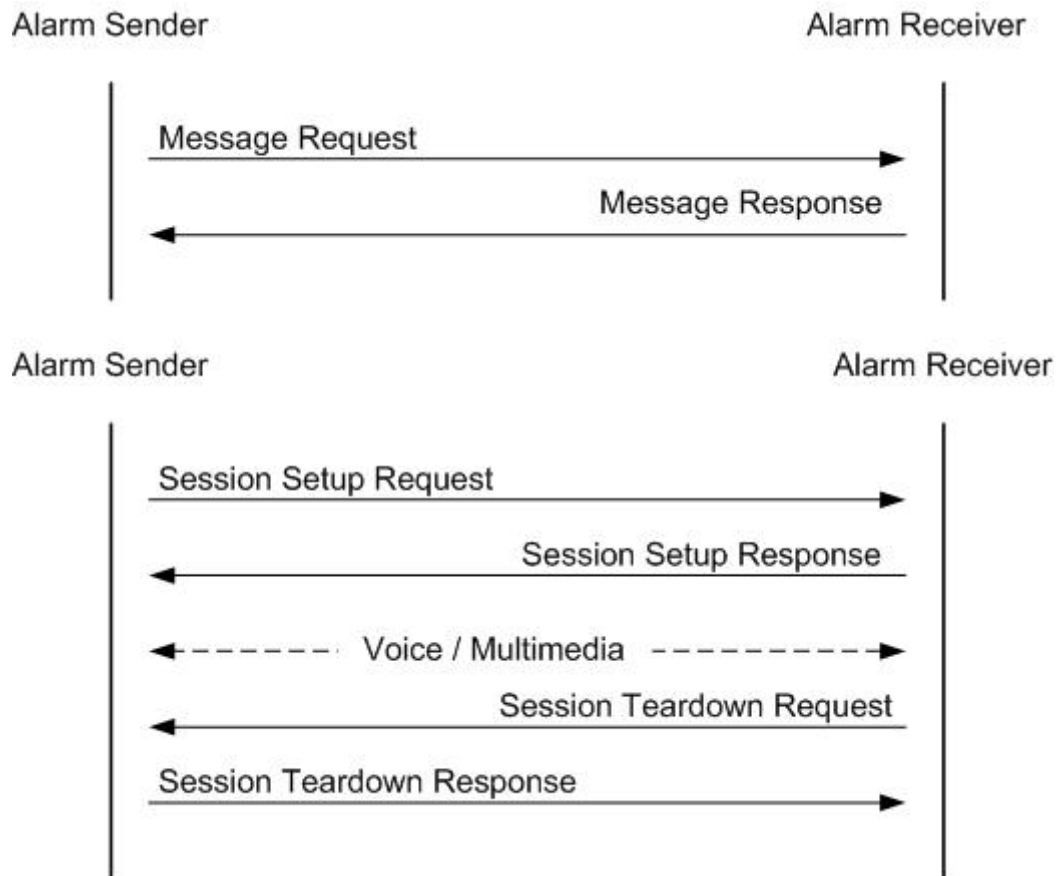 Alarm Sender
Alarm Receiver
Message Request
Message Response
Alarm Sender
Alarm Receiver
Session Setup Request
Session Setup Response
Voice / Multimedia
Session Teardown Request
Session Teardown Response